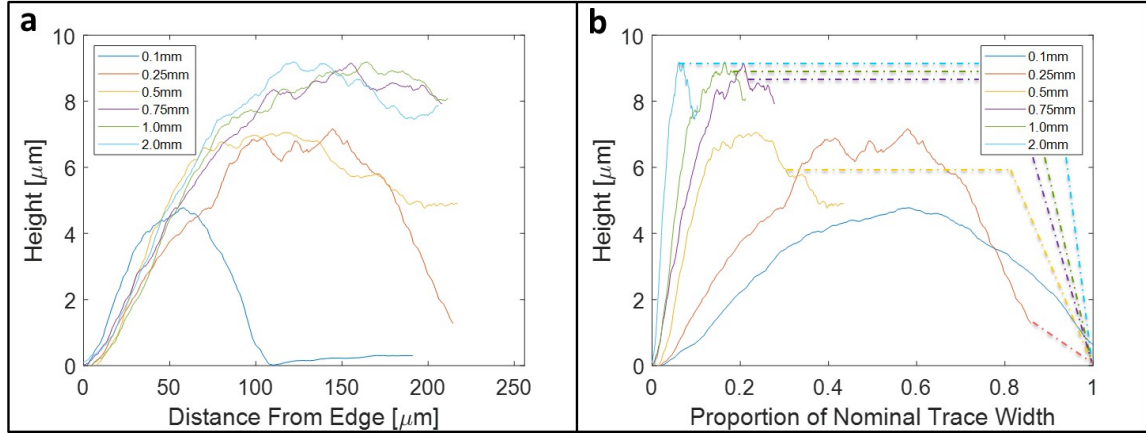 a
10
8
6
4
2
0
Height [μm]
0.1mm
0.25mm
0.5mm
0.75mm
1.0mm
2.0mm
0 50 100 150 200 250
Distance From Edge [μm]
b
10
8
6
4
2
0
Height [μm]
0.1mm
0.25mm
0.5mm
0.75mm
1.0mm
2.0mm
0 0.2 0.4 0.6 0.8 1
Proportion of Nominal Trace Width